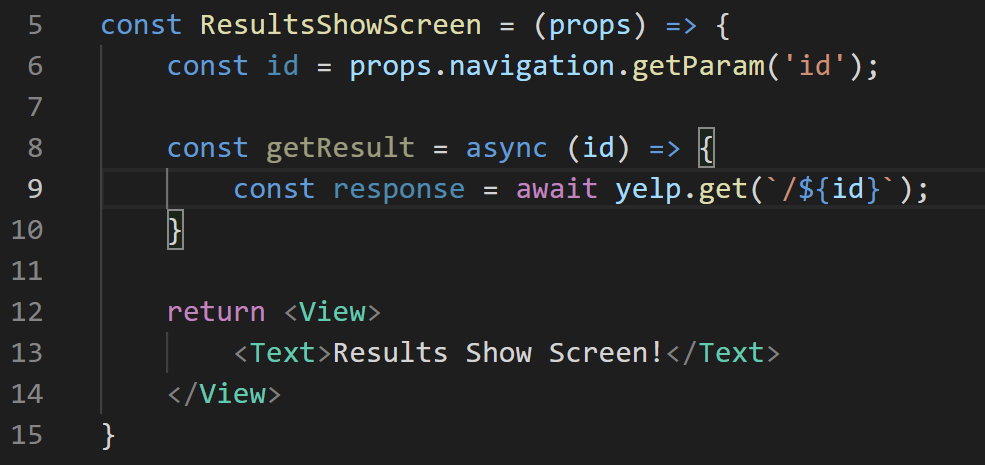 5 const ResultsShowScreen = (props) => {
6 const id = props.navigation.getParam('id');
7
8 const getResult = async (id) => {
9 const response = await yelp.get(`/${id}`);
10 }
11
12 return <View>
13 <Text>Results Show Screen!</Text>
14 </View>
15 }